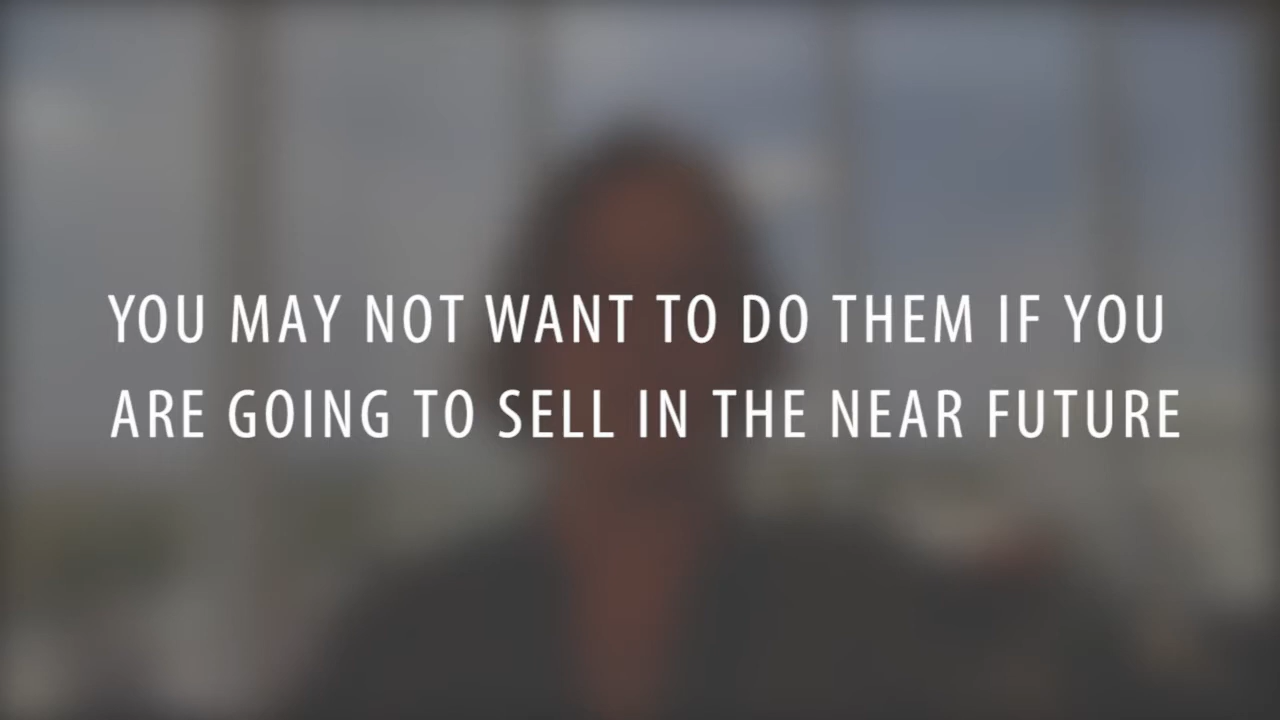 YOU MAY NOT WANT TO DO THEM IF YOU
ARE GOING TO SELL IN THE NEAR FUTURE